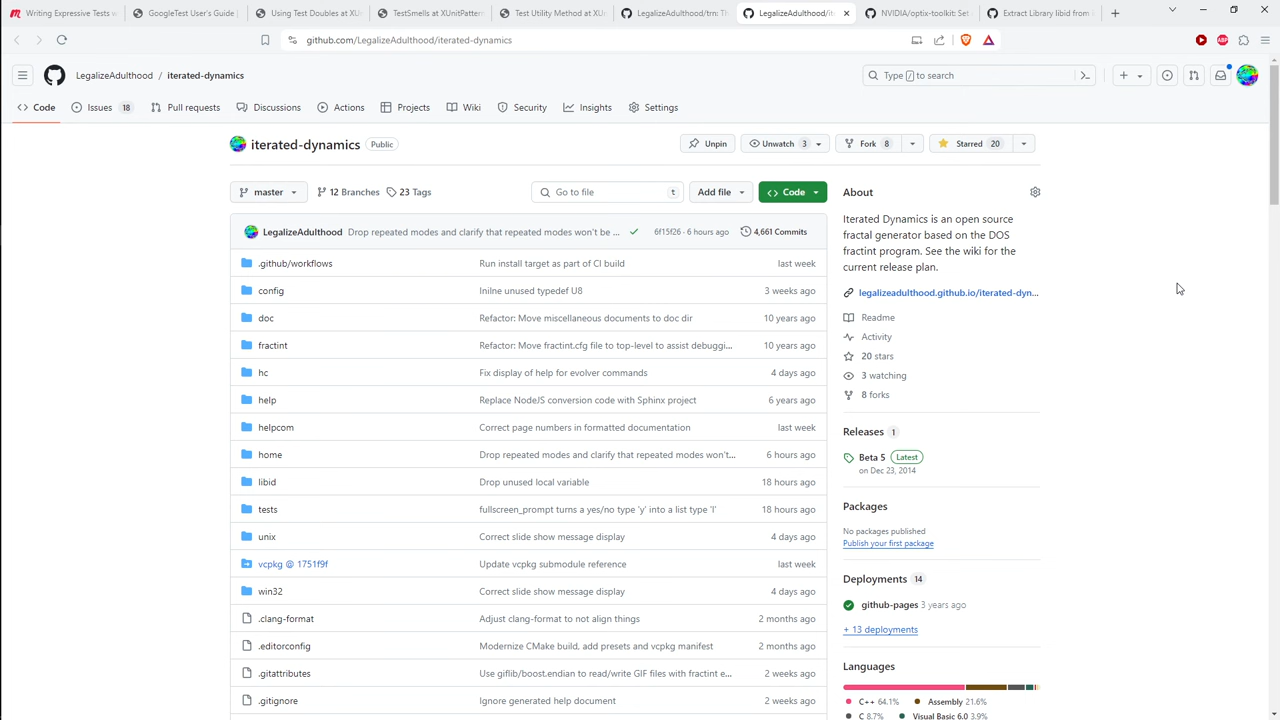 Writing Expressive Tests w
GoogleTest User's Guide |
Using Test Doubles at XU
TestSmells at XUnitPattern
Test Utility Method at XUn
LegalizeAdulthood/iterated-dynamics: Th
LegalizeAdulthood/it
NVIDIA/optix-toolkit: Set
Extract Library libid from
github.com/LegalizeAdulthood/iterated-dynamics
LegalizeAdulthood / iterated-dynamics
Type / to search
Code
Issues 18
Pull requests
Discussions
Actions
Projects
Wiki
Security
Insights
Settings
iterated-dynamics Public
Unpin
Unwatch 3
Fork 8
Starred 20
master
12 Branches
23 Tags
Go to file t
Add file
Code
LegalizeAdulthood Drop repeated modes and clarify that repeated modes won't be ... 6f15f26 · 6 hours ago 4,661 Commits
.github/workflows Run install target as part of CI build last week
config Inilne unused typedef U8 3 weeks ago
doc Refactor: Move miscellaneous documents to doc dir 10 years ago
fractint Refactor: Move fractint.cfg file to top-level to assist debuggi... 10 years ago
hc Fix display of help for evolver commands 4 days ago
help Replace NodeJS conversion code with Sphinx project 6 years ago
helpcom Correct page numbers in formatted documentation last week
home Drop repeated modes and clarify that repeated modes won't... 6 hours ago
libid Drop unused local variable 18 hours ago
tests fullscreen_prompt turns a yes/no type 'y' into a list type 'l' 18 hours ago
unix Correct slide show message display 4 days ago
vcpkg @ 1751f9f Update vcpkg submodule reference last week
win32 Correct slide show message display 4 days ago
.clang-format Adjust clang-format to not align things 2 months ago
.editorconfig Modernize CMake build, add presets and vcpkg manifest 2 months ago
.gitattributes Use giflib/boost.endian to read/write GIF files with fractint e... 2 weeks ago
.gitignore Ignore generated help document 2 weeks ago
About
Iterated Dynamics is an open source
fractal generator based on the DOS
fractint program. See the wiki for the
current release plan.
legalizeadulthood.github.io/iterated-dyn...
Readme
Activity
20 stars
3 watching
8 forks
Releases 1
Beta 5 Latest
on Dec 23, 2014
Packages
No packages published
Publish your first package
Deployments 14
github-pages 3 years ago
+ 13 deployments
Languages
C++ 64.1% Assembly 21.6%
C 8.7% Visual Basic 6.0 3.9%